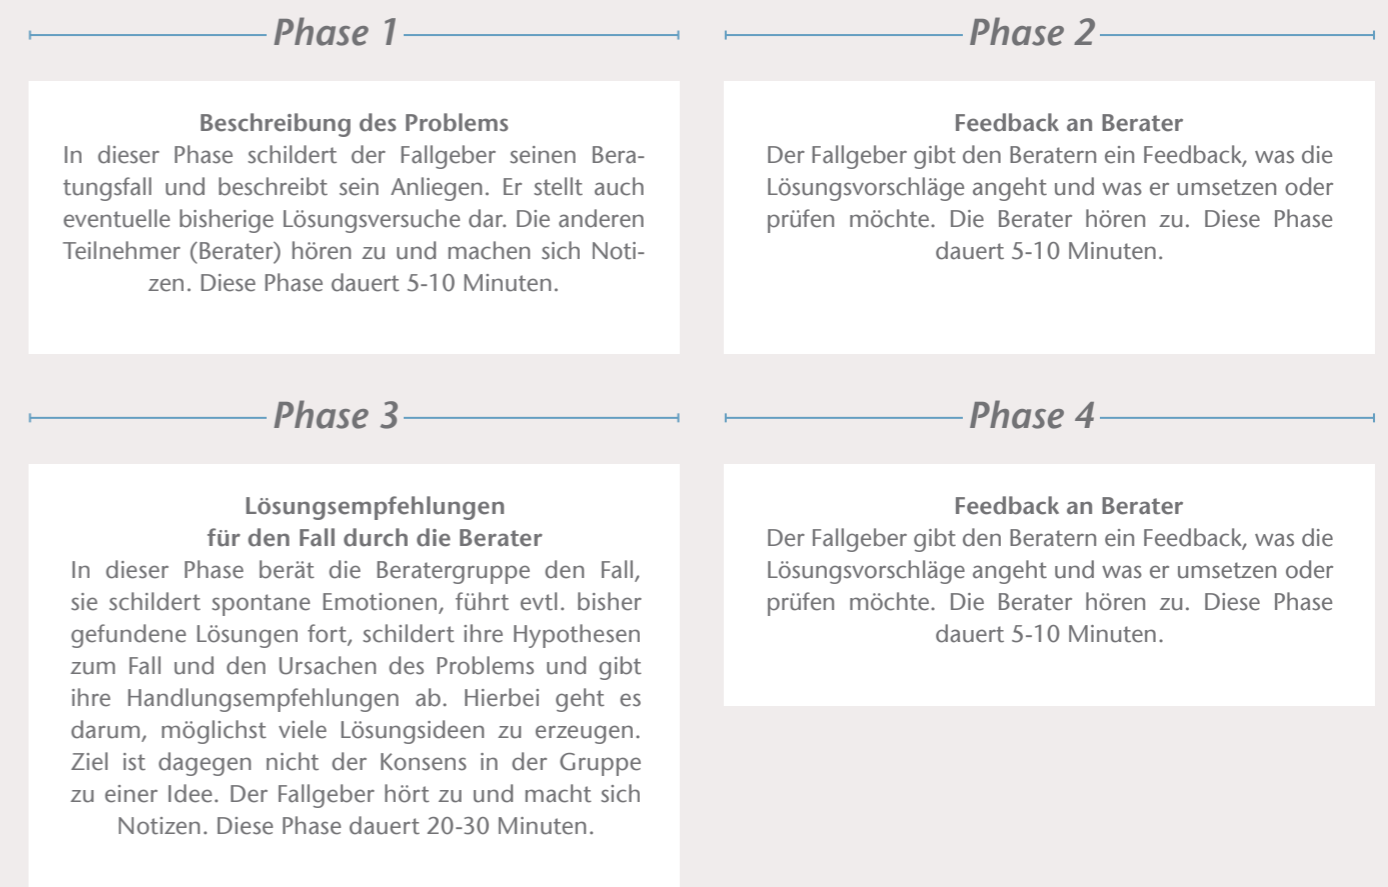 Phase 1
Beschreibung des Problems
In dieser Phase schildert der Fallgeber seinen Bera-
tungsfall und beschreibt sein Anliegen. Er stellt auch
eventuelle bisherige Lösungsversuche dar. Die anderen
Teilnehmer (Berater) hören zu und machen sich Noti-
zen. Diese Phase dauert 5-10 Minuten.
Phase 2
Feedback an Berater
Der Fallgeber gibt den Beratern ein Feedback, was die
Lösungsvorschläge angeht und was er umsetzen oder
prüfen möchte. Die Berater hören zu. Diese Phase
dauert 5-10 Minuten.
Phase 3
Lösungsempfehlungen
für den Fall durch die Berater
In dieser Phase berät die Beratergruppe den Fall,
sie schildert spontane Emotionen, führt evtl. bisher
gefundene Lösungen fort, schildert ihre Hypothesen
zum Fall und den Ursachen des Problems und gibt
ihre Handlungsempfehlungen ab. Hierbei geht es
darum, möglichst viele Lösungsideen zu erzeugen.
Ziel ist dagegen nicht der Konsens in der Gruppe
zu einer Idee. Der Fallgeber hört zu und macht sich
Notizen. Diese Phase dauert 20-30 Minuten.
Phase 4
Feedback an Berater
Der Fallgeber gibt den Beratern ein Feedback, was die
Lösungsvorschläge angeht und was er umsetzen oder
prüfen möchte. Die Berater hören zu. Diese Phase
dauert 5-10 Minuten.